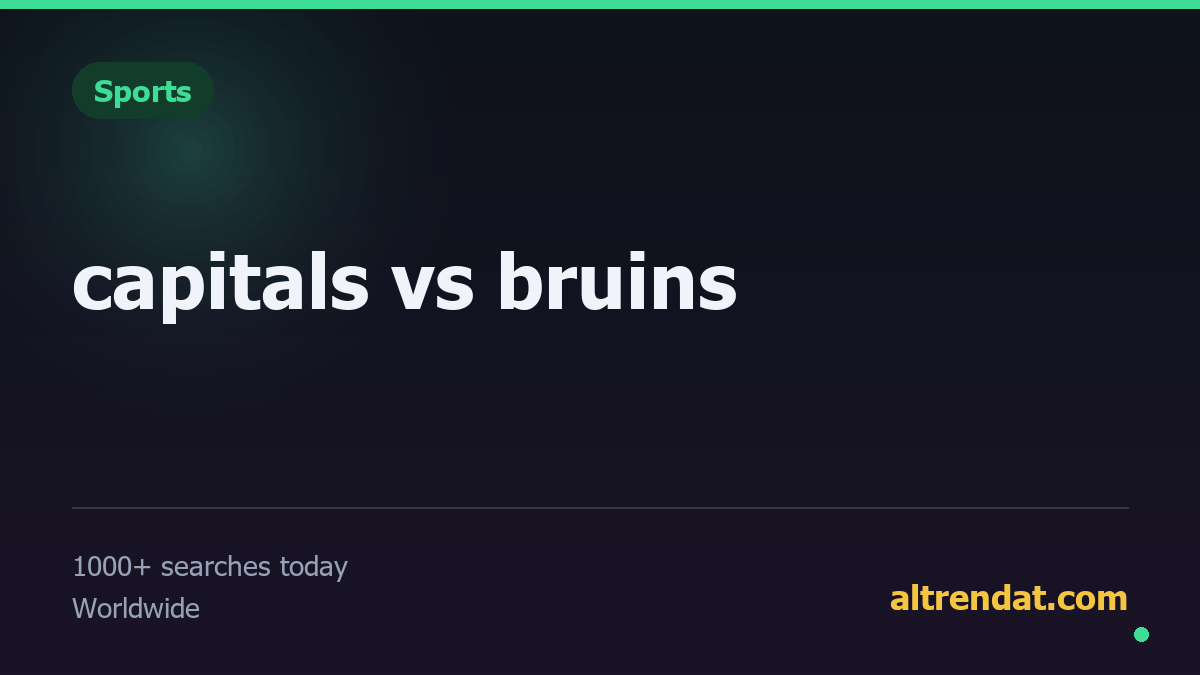 Sports
capitals vs bruins
1000+ searches today
Worldwide
altrendat.com